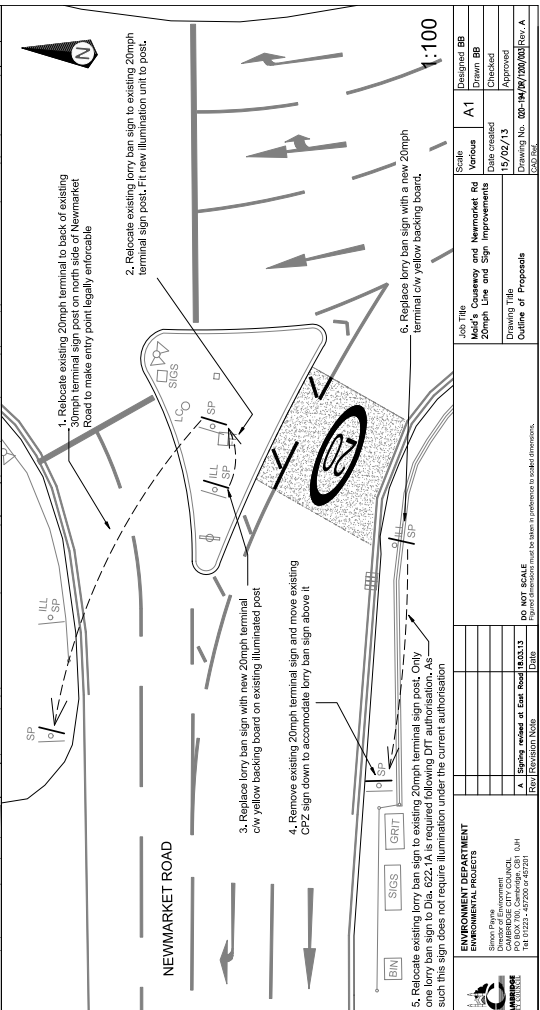 N
1. Relocate existing 20mph terminal to back of existing
30mph terminal sign post on north side of Newmarket
Road to make entry point legally enforcable
2. Relocate existing lorry ban sign to existing 20mph
terminal sign post. Fit new illumination unit to post.
1:100
6. Replace lorry ban sign with a new 20mph
terminal c/w yellow backing board.
SIGS
LC
SP
ILL
SP
ILL
SP
SP
20
ILL
SP
SP
3. Replace lorry ban sign with new 20mph terminal
c/w yellow backing board on existing illuminated post
4. Remove existing 20mph terminal sign and move existing
CPZ sign down to accomodate lorry ban sign above it
NEWMARKET ROAD
BIN
SIGS
GRIT
5. Relocate existing lorry ban sign to existing 20mph terminal sign post. Only
one lorry ban sign to Dia. 622.1A is required following DfT authorisation. As
such this sign does not require illumination under the current authorisation
ENVIRONMENT DEPARTMENT
ENVIRONMENTAL PROJECTS
Simon Payne
Director of Environment
CAMBRIDGE CITY COUNCIL
PO BOX 700, Cambridge, CB1 0JH
Tel: 01223 - 457200 or 457201
A Signing revised at East Road 18.03.13
Rev Revision Note Date
DO NOT SCALE
Figured dimensions must be taken in preference to scaled dimensions.
Job Title
Maid's Causeway and Newmarket Rd
20mph Line and Sign Improvements
Drawing Title
Outline of Proposals
Scale
Various
A1
Date created
15/02/13
Designed BB
Drawn BB
Checked
Approved
Drawing No. 020-194/DR/1200/003 Rev. A
CAD Ref.